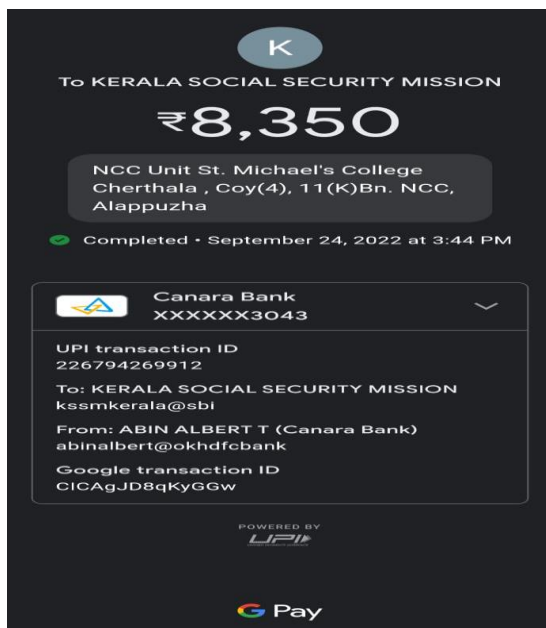 K
To KERALA SOCIAL SECURITY MISSION
₹8,350
NCC Unit St. Michael's College
Cherthala , Coy(4), 11(K)Bn. NCC,
Alappuzha
Completed • September 24, 2022 at 3:44 PM
Canara Bank
XXXXXX3043
UPI transaction ID
226794269912
To: KERALA SOCIAL SECURITY MISSION
kssmkerala@sbi
From: ABIN ALBERT T (Canara Bank)
abinalbert@okhdfcbank
Google transaction ID
CICAgJD8qKyGGw
POWERED BY
UPI
G Pay